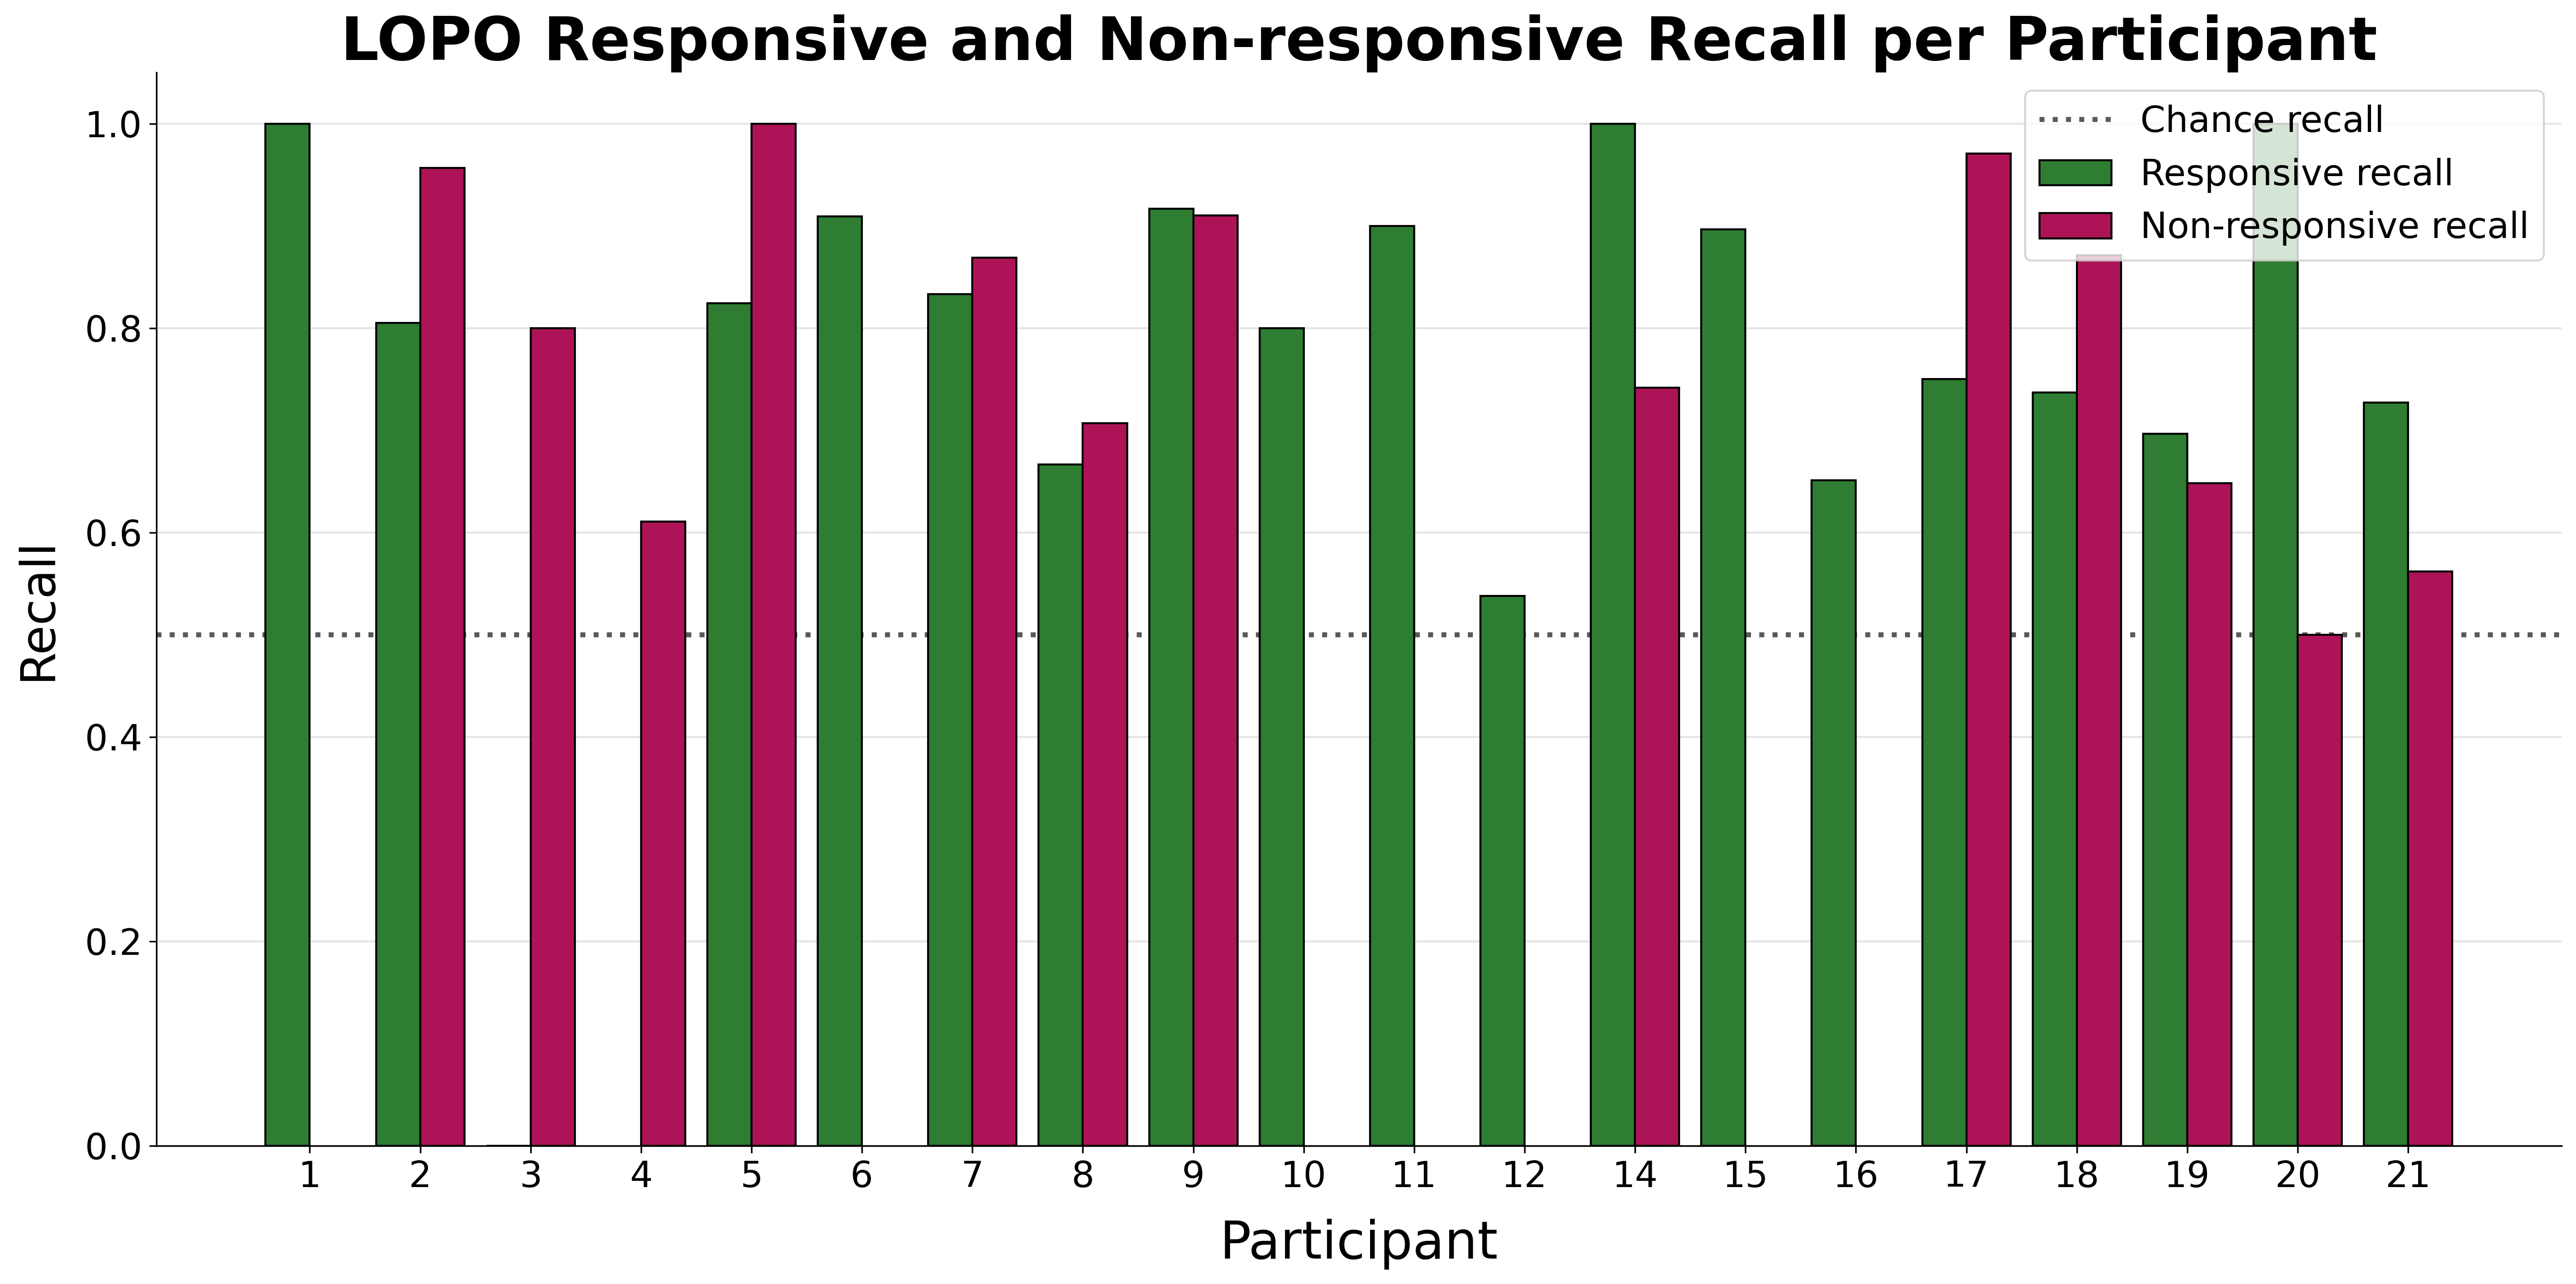 LOPO Responsive and Non-responsive Recall per Participant
Chance recall
Responsive recall
Non-responsive recall
Recall
1.0
0.8
0.6
0.4
0.2
0.0
1 2 3 4 5 6 7 8 9 10 11 12 14 15 16 17 18 19 20 21
Participant